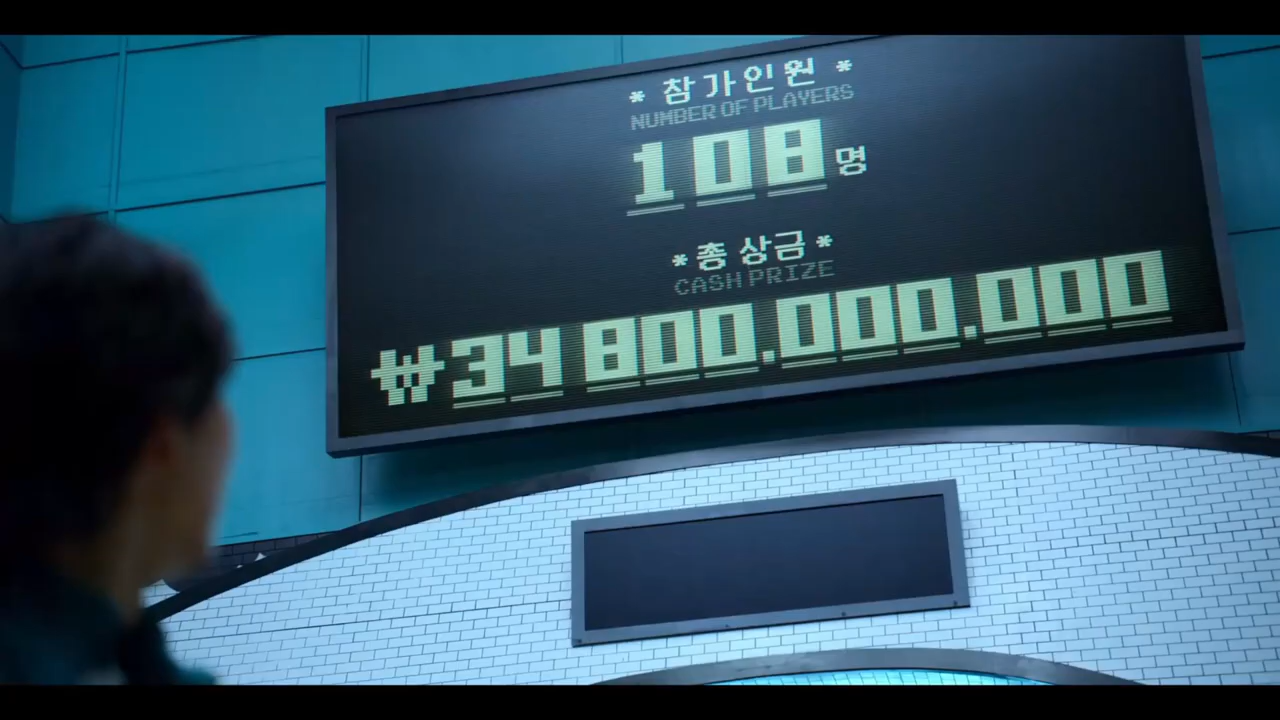 * 참가인원 *
NUMBER OF PLAYERS
108명
*총 상금*
CASH PRIZE
₩34 800.000.000